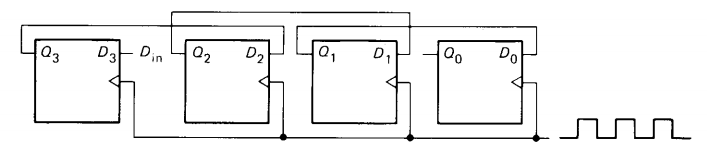 Q3 D3 Din Q2 D2 Q1 D1 Q0 D0